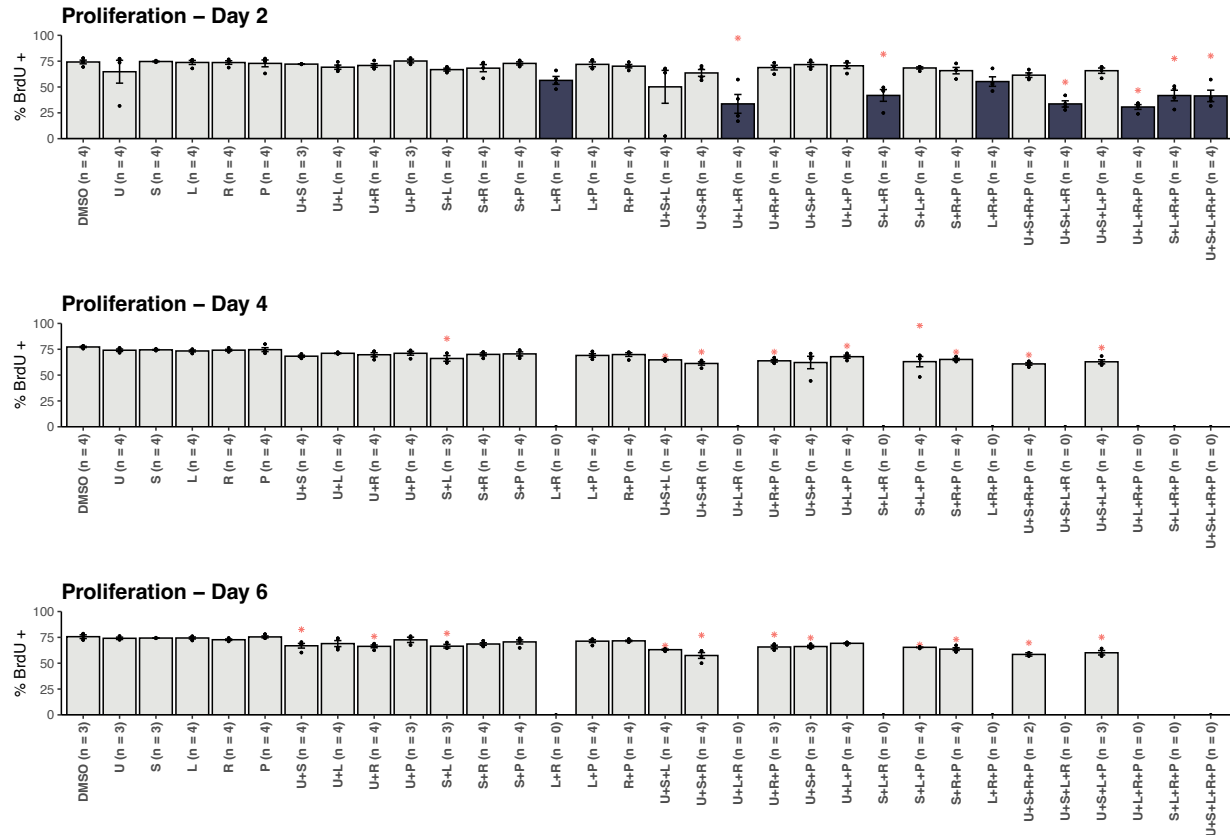 Proliferation – Day 2
% BrdU +
100
75
50
25
0
DMSO (n = 4)
U (n = 4)
S (n = 4)
L (n = 4)
R (n = 4)
P (n = 4)
U+S (n = 3)
U+L (n = 4)
U+R (n = 4)
U+P (n = 3)
S+L (n = 4)
S+R (n = 4)
S+P (n = 4)
L+R (n = 4)
L+P (n = 4)
R+P (n = 4)
U+S+L (n = 4)
U+S+R (n = 4)
U+L+R (n = 4)
U+R+P (n = 4)
U+S+P (n = 4)
U+L+P (n = 4)
S+L+R (n = 4)
S+L+P (n = 4)
S+R+P (n = 4)
L+R+P (n = 4)
U+S+R+P (n = 4)
U+S+L+R (n = 4)
U+S+L+P (n = 4)
U+L+R+P (n = 4)
S+L+R+P (n = 4)
U+S+L+R+P (n = 4)
Proliferation – Day 4
% BrdU +
100
75
50
25
0
DMSO (n = 4)
U (n = 4)
S (n = 4)
L (n = 4)
R (n = 4)
P (n = 4)
U+S (n = 4)
U+L (n = 4)
U+R (n = 4)
U+P (n = 4)
S+L (n = 3)
S+R (n = 4)
S+P (n = 4)
L+R (n = 0)
L+P (n = 4)
R+P (n = 4)
U+S+L (n = 4)
U+S+R (n = 4)
U+L+R (n = 0)
U+R+P (n = 4)
U+S+P (n = 4)
U+L+P (n = 4)
S+L+R (n = 0)
S+L+P (n = 4)
S+R+P (n = 4)
L+R+P (n = 0)
U+S+R+P (n = 4)
U+S+L+R (n = 0)
U+S+L+P (n = 4)
U+L+R+P (n = 0)
S+L+R+P (n = 0)
U+S+L+R+P (n = 0)
Proliferation – Day 6
% BrdU +
100
75
50
25
0
DMSO (n = 3)
U (n = 3)
S (n = 3)
L (n = 4)
R (n = 4)
P (n = 4)
U+S (n = 4)
U+L (n = 4)
U+R (n = 4)
U+P (n = 3)
S+L (n = 3)
S+R (n = 4)
S+P (n = 4)
L+R (n = 0)
L+P (n = 4)
R+P (n = 4)
U+S+L (n = 4)
U+S+R (n = 4)
U+L+R (n = 0)
U+R+P (n = 3)
U+S+P (n = 3)
U+L+P (n = 4)
S+L+R (n = 0)
S+L+P (n = 4)
S+R+P (n = 4)
L+R+P (n = 0)
U+S+R+P (n = 2)
U+S+L+R (n = 0)
U+S+L+P (n = 3)
U+L+R+P (n = 0)
S+L+R+P (n = 0)
U+S+L+R+P (n = 0)